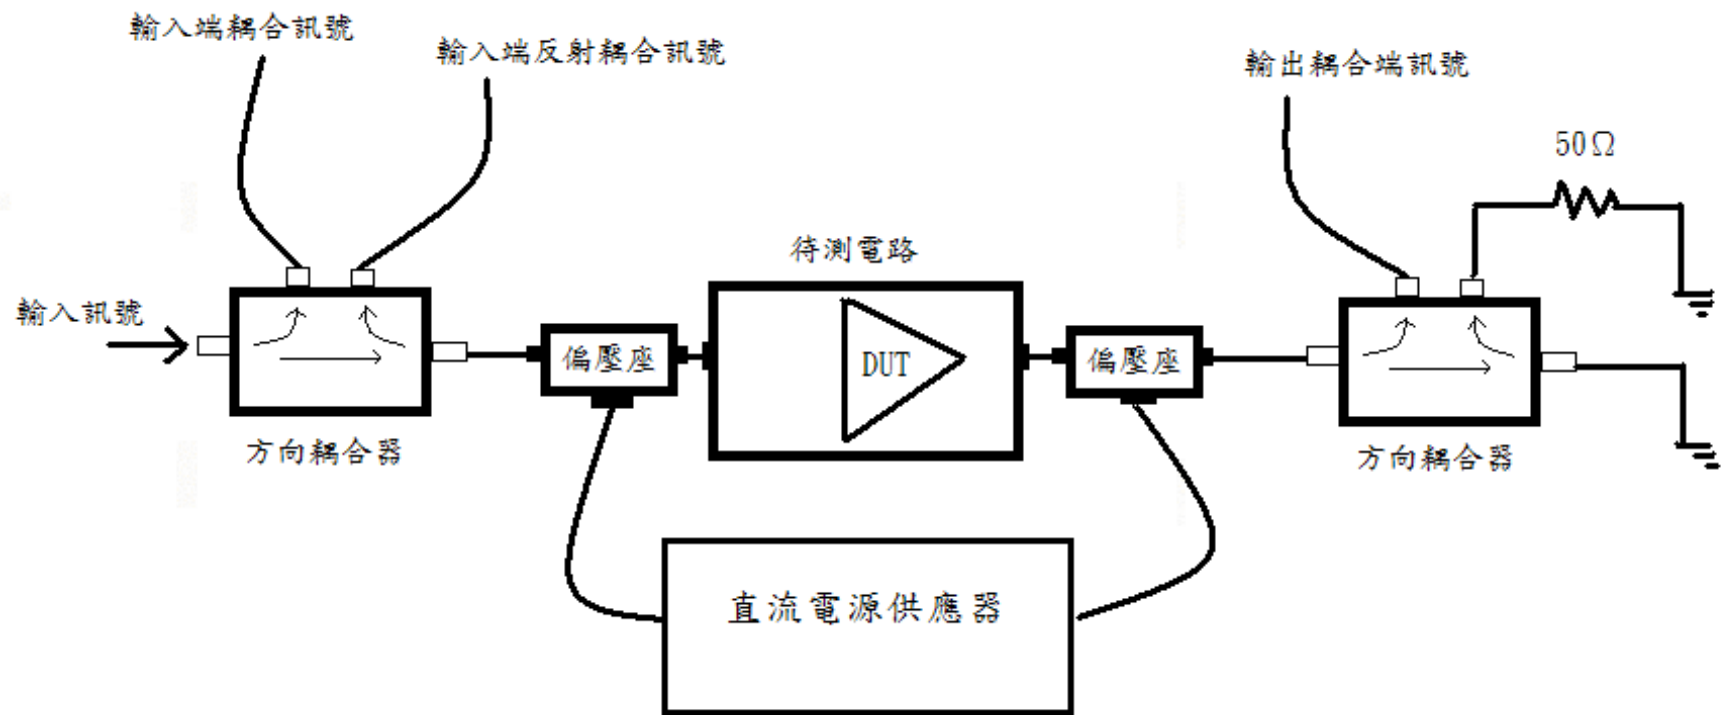 輸入端耦合訊號
輸入端反射耦合訊號
輸出耦合端訊號
50Ω
待測電路
輸入訊號
偏壓座
DUT
偏壓座
方向耦合器
方向耦合器
直流電源供應器